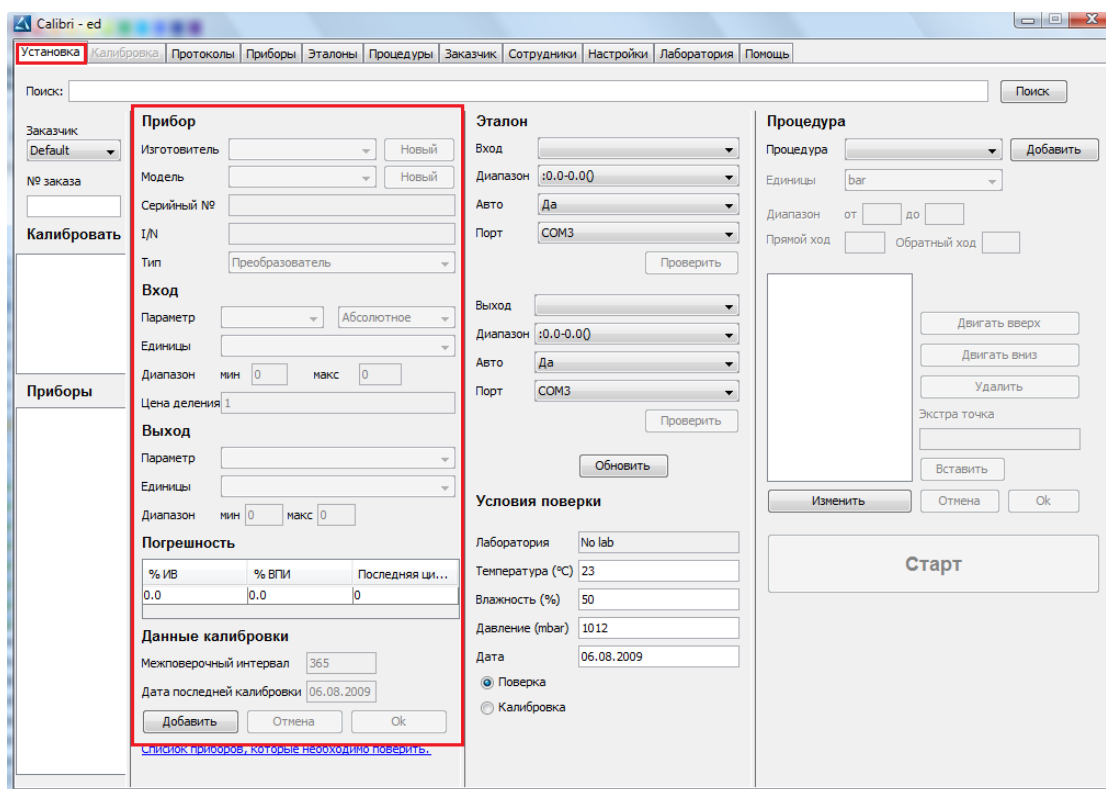 Calibri - ed
Установка Калибровка Протоколы Приборы Эталоны Процедуры Заказчик Сотрудники Настройки Лаборатория Помощь
Поиск: Поиск
Заказчик
Default
Nº заказа
Калибровать
Приборы
Прибор
Изготовитель Новый
Модель Новый
Серийный Nº
I/N
Тип Преобразователь
Вход
Параметр Абсолютное
Единицы
Диапазон мин 0 макс 0
Цена деления 1
Выход
Параметр
Единицы
Диапазон мин 0 макс 0
Погрешность
% ИВ % ВПИ Последняя ци...
0.0 0.0 0
Данные калибровки
Межповерочный интервал 365
Дата последней калибровки 06.08.2009
Добавить Отмена Ok
Списиок приборов, которые необходимо поверить.
Эталон
Вход
Диапазон :0.0-0.0()
Авто Да
Порт COM3
Проверить
Выход
Диапазон :0.0-0.0()
Авто Да
Порт COM3
Проверить
Обновить
Условия поверки
Лаборатория No lab
Температура (ºC) 23
Влажность (%) 50
Давление (mbar) 1012
Дата 06.08.2009
Поверка
Калибровка
Процедура
Процедура Добавить
Единицы bar
Диапазон от до
Прямой ход Обратный ход
Двигать вверх
Двигать вниз
Удалить
Экстра точка
Вставить
Изменить Отмена Ok
Старт